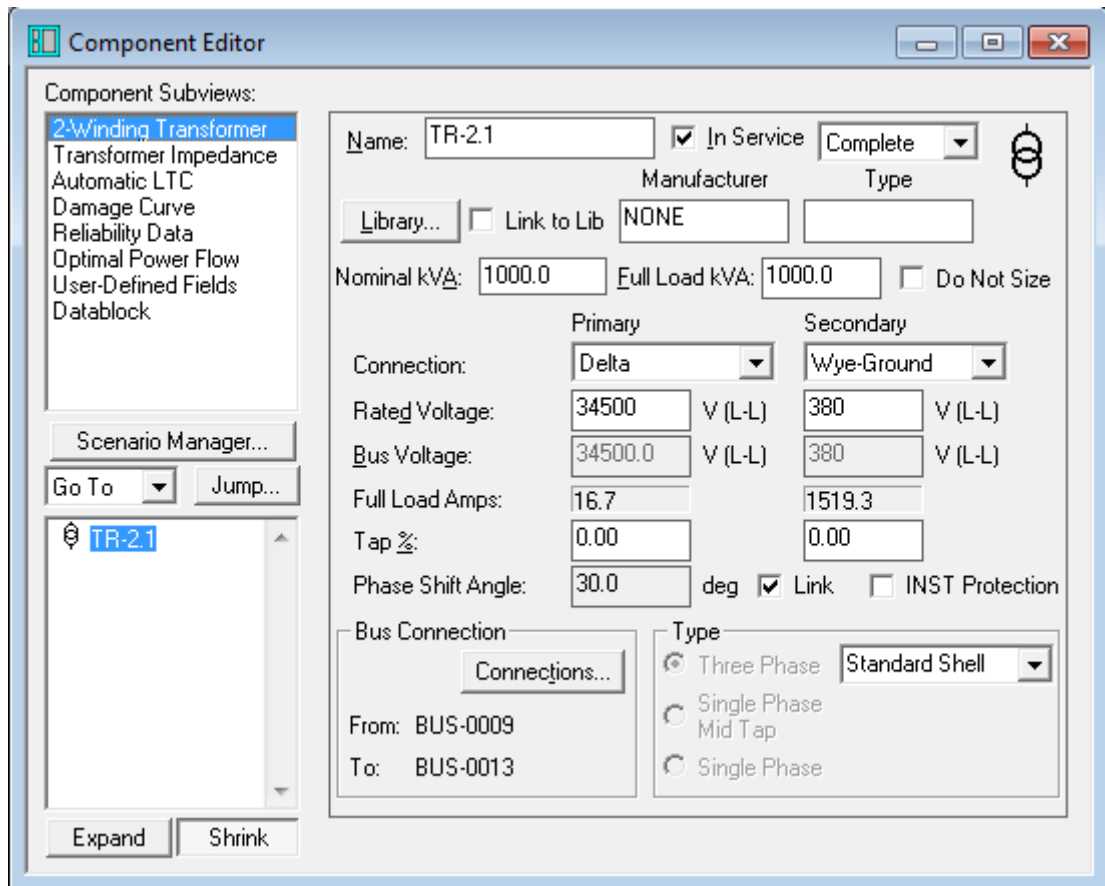 Component Editor
Component Subviews:
2-Winding Transformer
Transformer Impedance
Automatic LTC
Damage Curve
Reliability Data
Optimal Power Flow
User-Defined Fields
Datablock
Scenario Manager...
Go To Jump...
TR-2.1
Expand Shrink
Name: TR-2.1 In Service Complete
Manufacturer Type
Library... Link to Lib NONE
Nominal kVA: 1000.0 Full Load kVA: 1000.0 Do Not Size
Primary Secondary
Connection: Delta Wye-Ground
Rated Voltage: 34500 V (L-L) 380 V (L-L)
Bus Voltage: 34500.0 V (L-L) 380 V (L-L)
Full Load Amps: 16.7 1519.3
Tap %: 0.00 0.00
Phase Shift Angle: 30.0 deg Link INST Protection
Bus Connection
Connections...
From: BUS-0009
To: BUS-0013
Type
Three Phase Standard Shell
Single Phase
Mid Tap
Single Phase